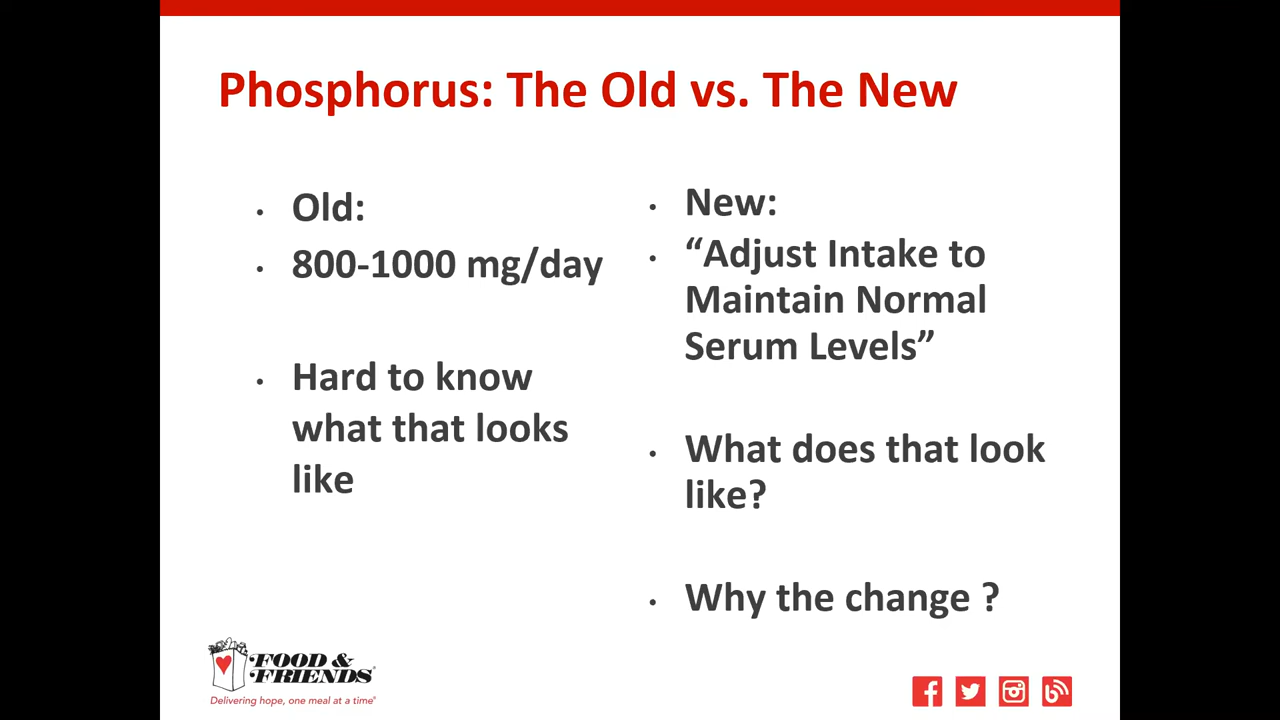 Phosphorus: The Old vs. The New
• Old:
• 800-1000 mg/day
• Hard to know
what that looks
like
• New:
• “Adjust Intake to
Maintain Normal
Serum Levels”
• What does that look
like?
• Why the change ?
FOOD &
FRIENDS®
Delivering hope, one meal at a time®